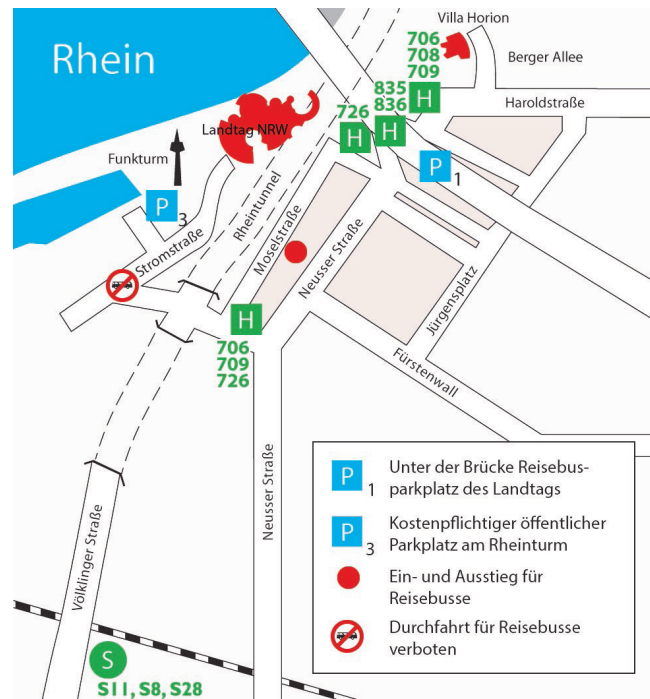 Villa Horion
706
708
709
Berger Allee
Rhein
835
836
H
Haroldstraße
726
H
H
Landtag NRW
Funkturm
P
1
P
3
Rheintunnel
Moselstraße
Stromstraße
Neusser Straße
Jürgensplatz
H
706
709
726
Fürstenwall
Neusser Straße
Völklinger Straße
P
1
Unter der Brücke Reisebus-
parkplatz des Landtags
P
3
Kostenpflichtiger öffentlicher
Parkplatz am Rheinturm
Ein- und Ausstieg für
Reisebusse
Durchfahrt für Reisebusse
verboten
S
S11, S8, S28